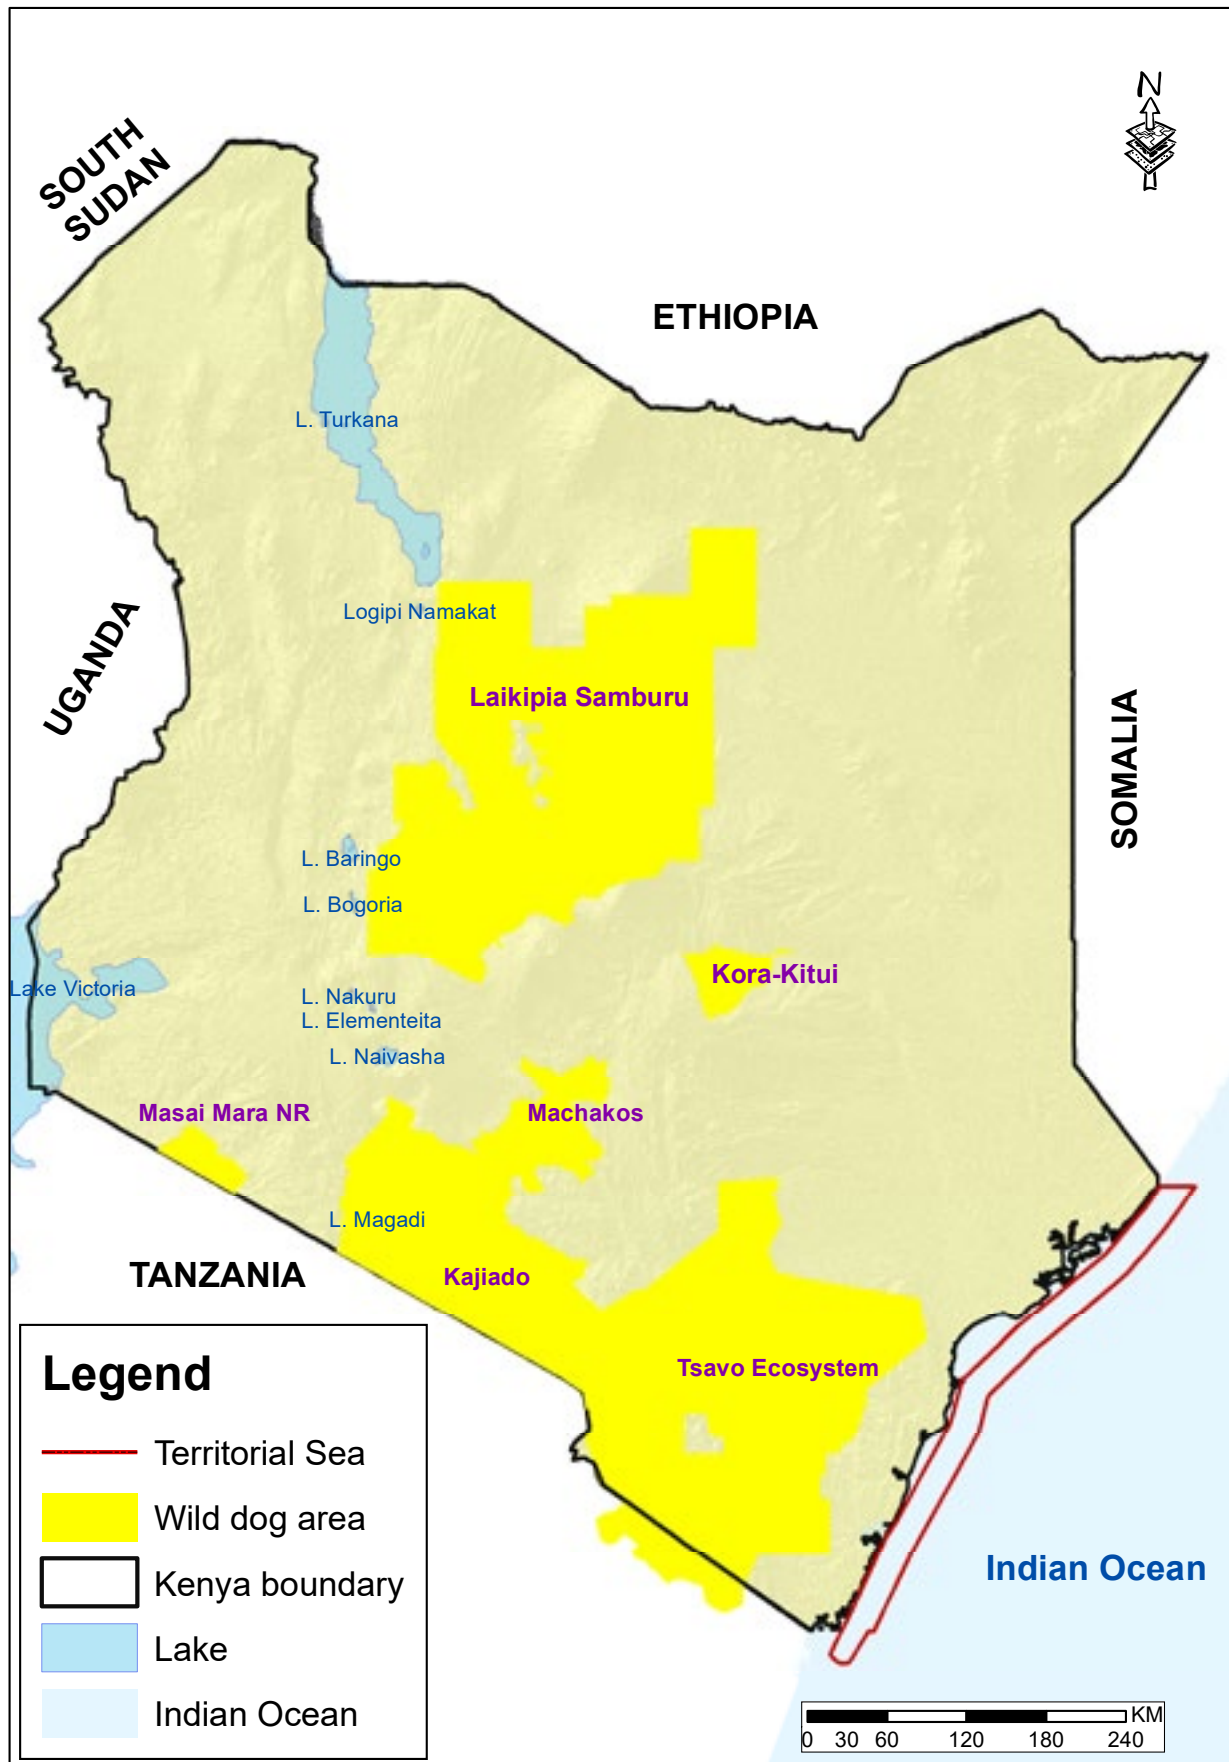 N
SOUTH
SUDAN
ETHIOPIA
L. Turkana
Logipi Namakat
UGANDA
Laikipia Samburu
SOMALIA
L. Baringo
L. Bogoria
Kora-Kitui
Lake Victoria
L. Nakuru
L. Elementeita
L. Naivasha
Masai Mara NR
Machakos
L. Magadi
TANZANIA
Kajiado
Tsavo Ecosystem
Legend
Territorial Sea
Wild dog area
Kenya boundary
Lake
Indian Ocean
Indian Ocean
KM
0 30 60 120 180 240